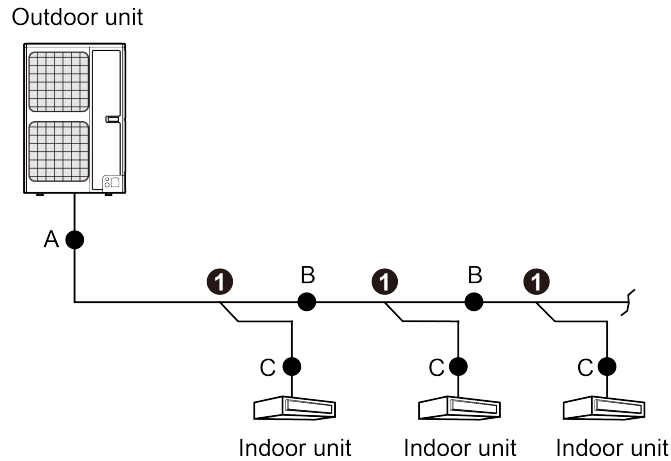 Outdoor unit
A
1 B 1 B 1
C C C
Indoor unit Indoor unit Indoor unit